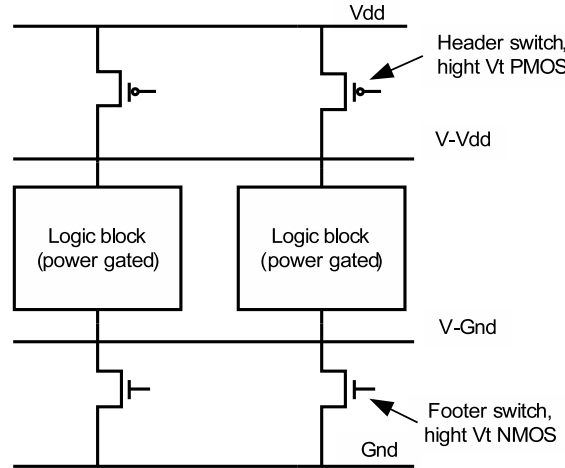 Vdd
Header switch,
hight Vt PMOS
V-Vdd
Logic block
(power gated)
Logic block
(power gated)
V-Gnd
Footer switch,
hight Vt NMOS
Gnd